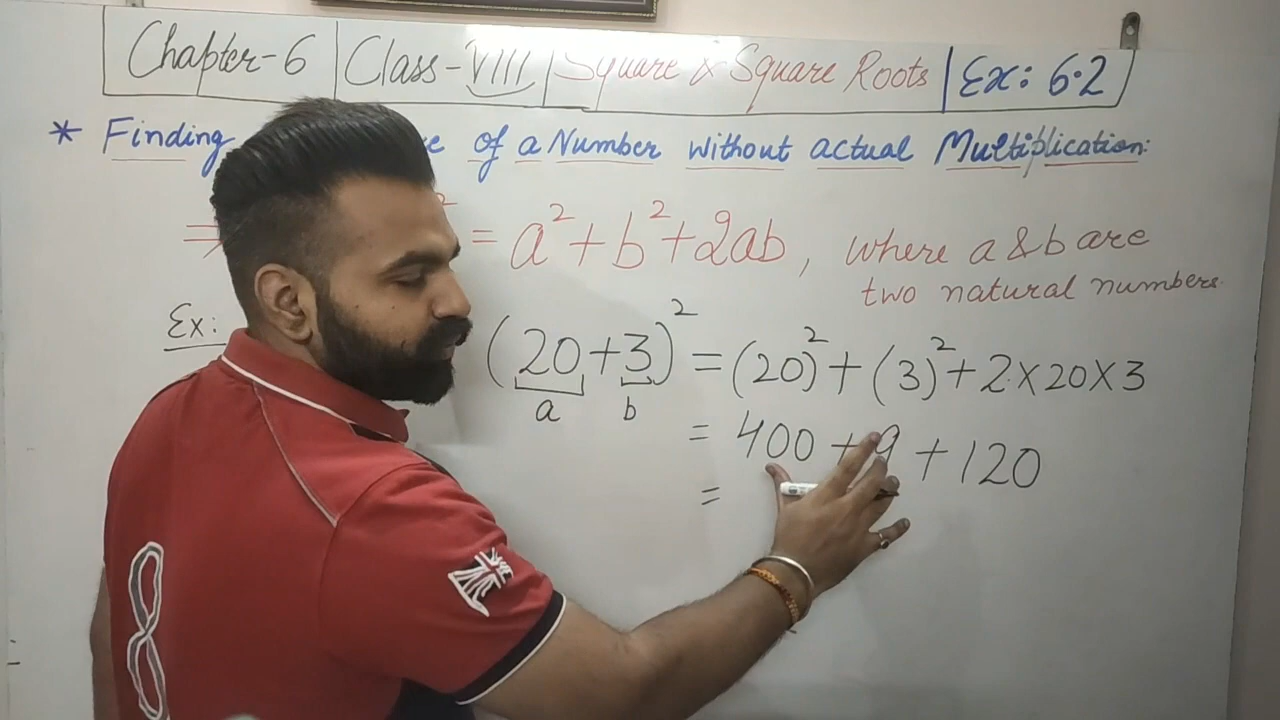 Chapter-6 Class-VIII Square & Square Roots Ex: 6.2
* Finding of a Number without actual Multiplication:
⇒ ² = a² + b² + 2ab, where a & b are
two natural numbers.
Ex: (20+3)² = (20)² + (3)² + 2×20×3
a b
= 400 + 9 + 120
=
8